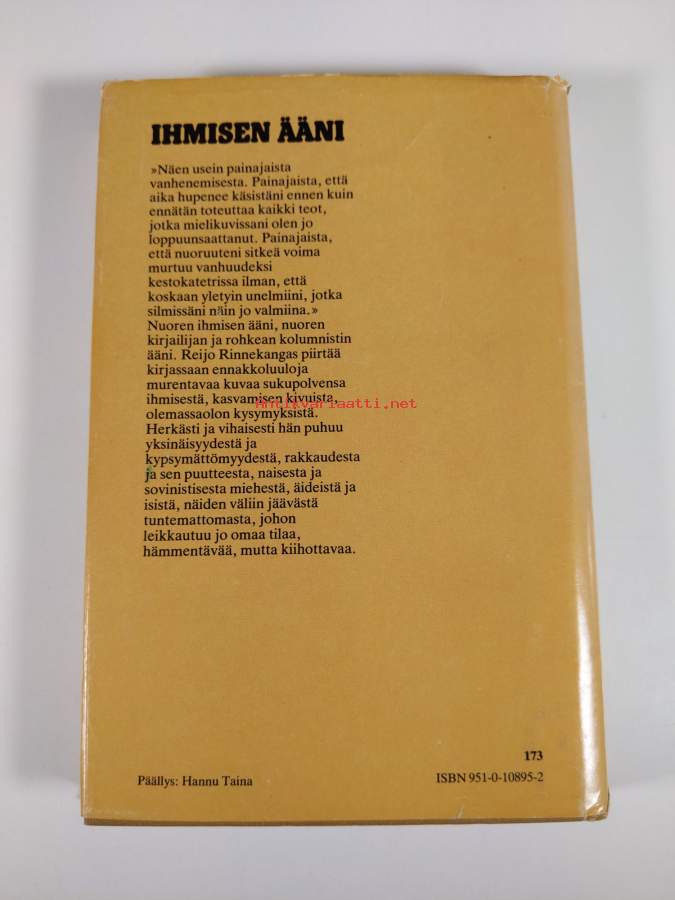 IHMISEN ÄÄNI
»Näen usein painajaista
vanhenemisesta. Painajaista, että
aika hupenee käsistäni ennen kuin
ennätän toteuttaa kaikki teot,
jotka mielikuvissani olen jo
loppuunsaattanut. Painajaista,
että nuoruuteni sitkeä voima
murtuu vanhuudeksi
kestokatetrissa ilman, että
koskaan yletyin unelmiini, jotka
silmissäni näin jo valmiina.»
Nuoren ihmisen ääni, nuoren
kirjailijan ja rohkean kolumnistin
ääni. Reijo Rinnekangas piirtää
kirjassaan ennakkoluuloja
murentavaa kuvaa sukupolvensa
ihmisestä, kasvamisen kivuista,
Antikvariaatti.net
olemassaolon kysymyksistä.
Herkästi ja vihaisesti hän puhuu
yksinäisyydestä ja
kypsymättömyydestä, rakkaudesta
ja sen puutteesta, naisesta ja
sovinistisesta miehestä, äideistä ja
isistä, näiden väliin jäävästä
tuntemattomasta, johon
leikkautuu jo omaa tilaa,
hämmentävää, mutta kiihottavaa.
173
Päällys: Hannu Taina
ISBN 951-0-10895-2